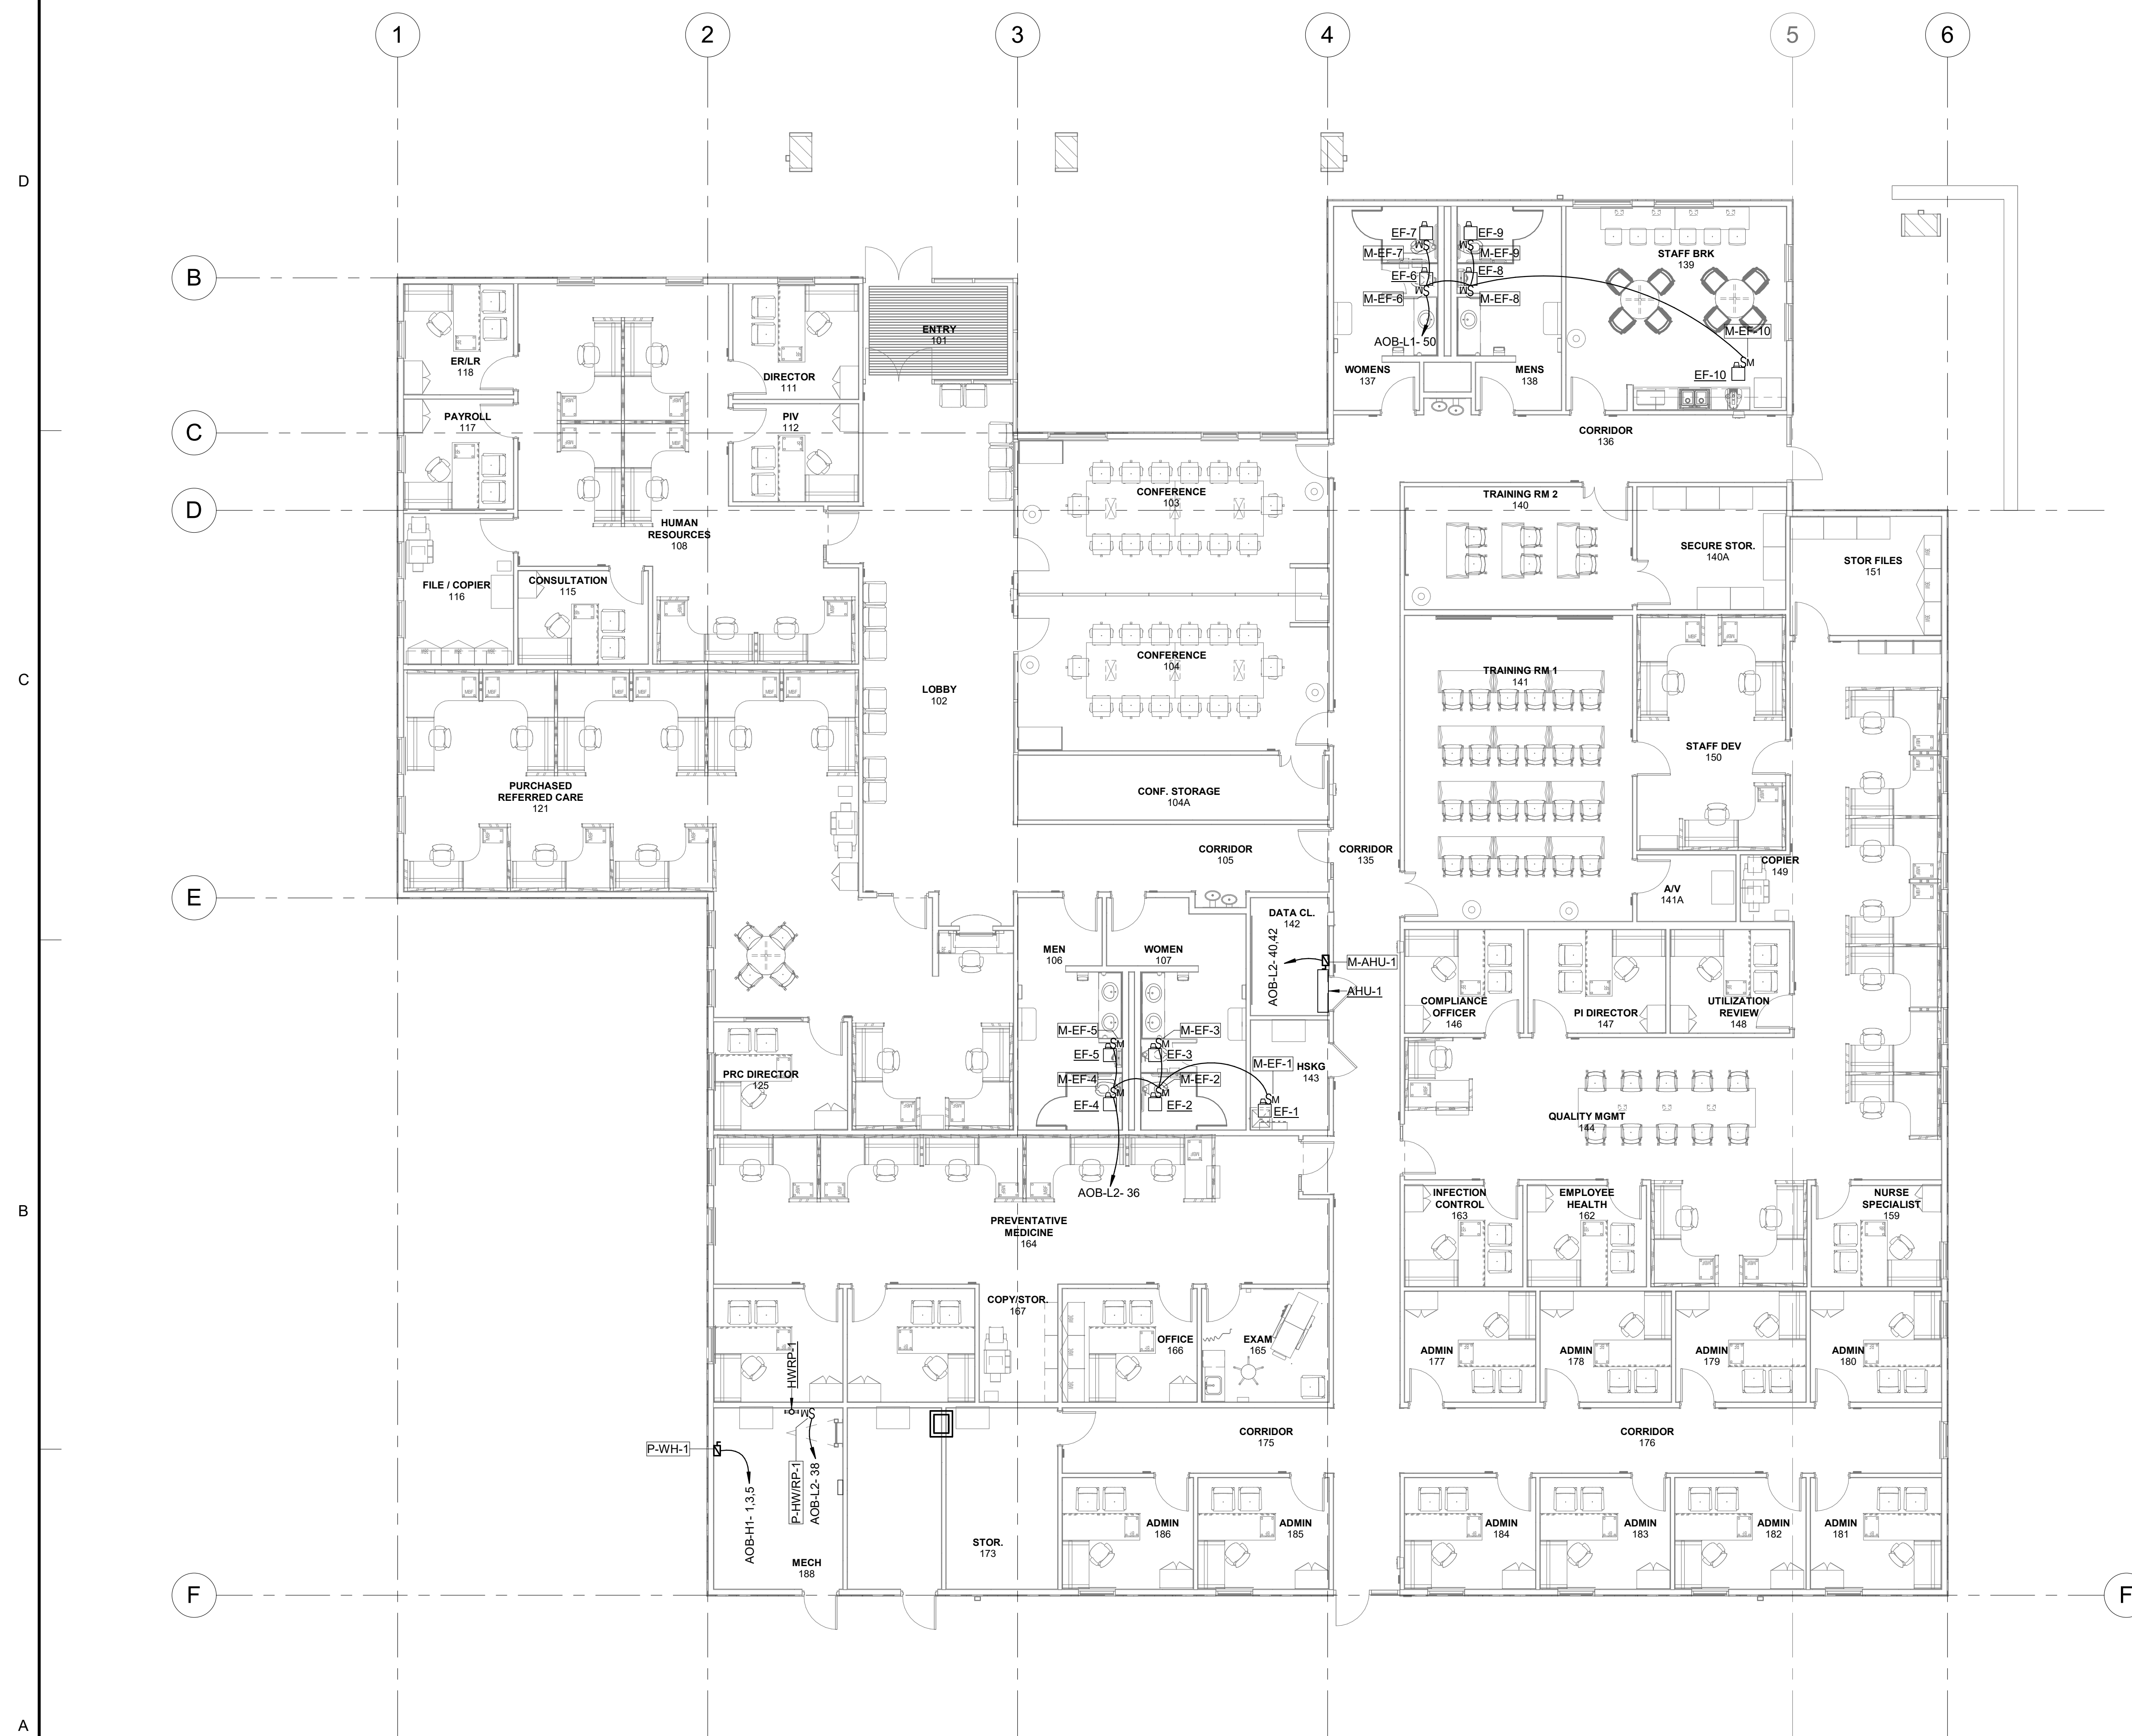 1
2
3
4
5
6
D
B
EF-7
EF-9
M-EF-7
M-EF-9
EF-6
EF-8
M-EF-6
M-EF-8
SM
SM
SM
SM
AOB-L1- 50
WOMENS
137
MENS
138
STAFF BRK
139
M-EF-10
SM
EF-10
ENTRY
101
ER/LR
118
DIRECTOR
111
PAYROLL
117
PIV
112
C
CORRIDOR
136
D
CONFERENCE
103
TRAINING RM 2
140
SECURE STOR.
140A
STOR FILES
151
HUMAN
RESOURCES
108
FILE / COPIER
116
CONSULTATION
115
C
LOBBY
102
CONFERENCE
104
TRAINING RM 1
141
STAFF DEV
150
PURCHASED
REFERRED CARE
121
CONF. STORAGE
104A
CORRIDOR
105
CORRIDOR
135
COPIER
149
A/V
141A
E
DATA CL.
142
AOB-L2- 40,42
M-AHU-1
AHU-1
MEN
106
WOMEN
107
COMPLIANCE
OFFICER
146
PI DIRECTOR
147
UTILIZATION
REVIEW
148
M-EF-5
M-EF-3
SM
SM
EF-5
EF-3
M-EF-4
M-EF-2
SM
SM
EF-4
EF-2
M-EF-1
SM
EF-1
HSKG
143
PRC DIRECTOR
125
QUALITY MGMT
144
AOB-L2- 36
B
PREVENTATIVE
MEDICINE
164
INFECTION
CONTROL
163
EMPLOYEE
HEALTH
162
NURSE
SPECIALIST
159
COPY/STOR.
167
OFFICE
166
EXAM
165
HWRP-1
SM
ADMIN
177
ADMIN
178
ADMIN
179
ADMIN
180
CORRIDOR
175
CORRIDOR
176
P-WH-1
AOB-H1- 1,3,5
P-HW/RP-1
AOB-L2- 38
MECH
188
STOR.
173
ADMIN
186
ADMIN
185
ADMIN
184
ADMIN
183
ADMIN
182
ADMIN
181
F
F
A